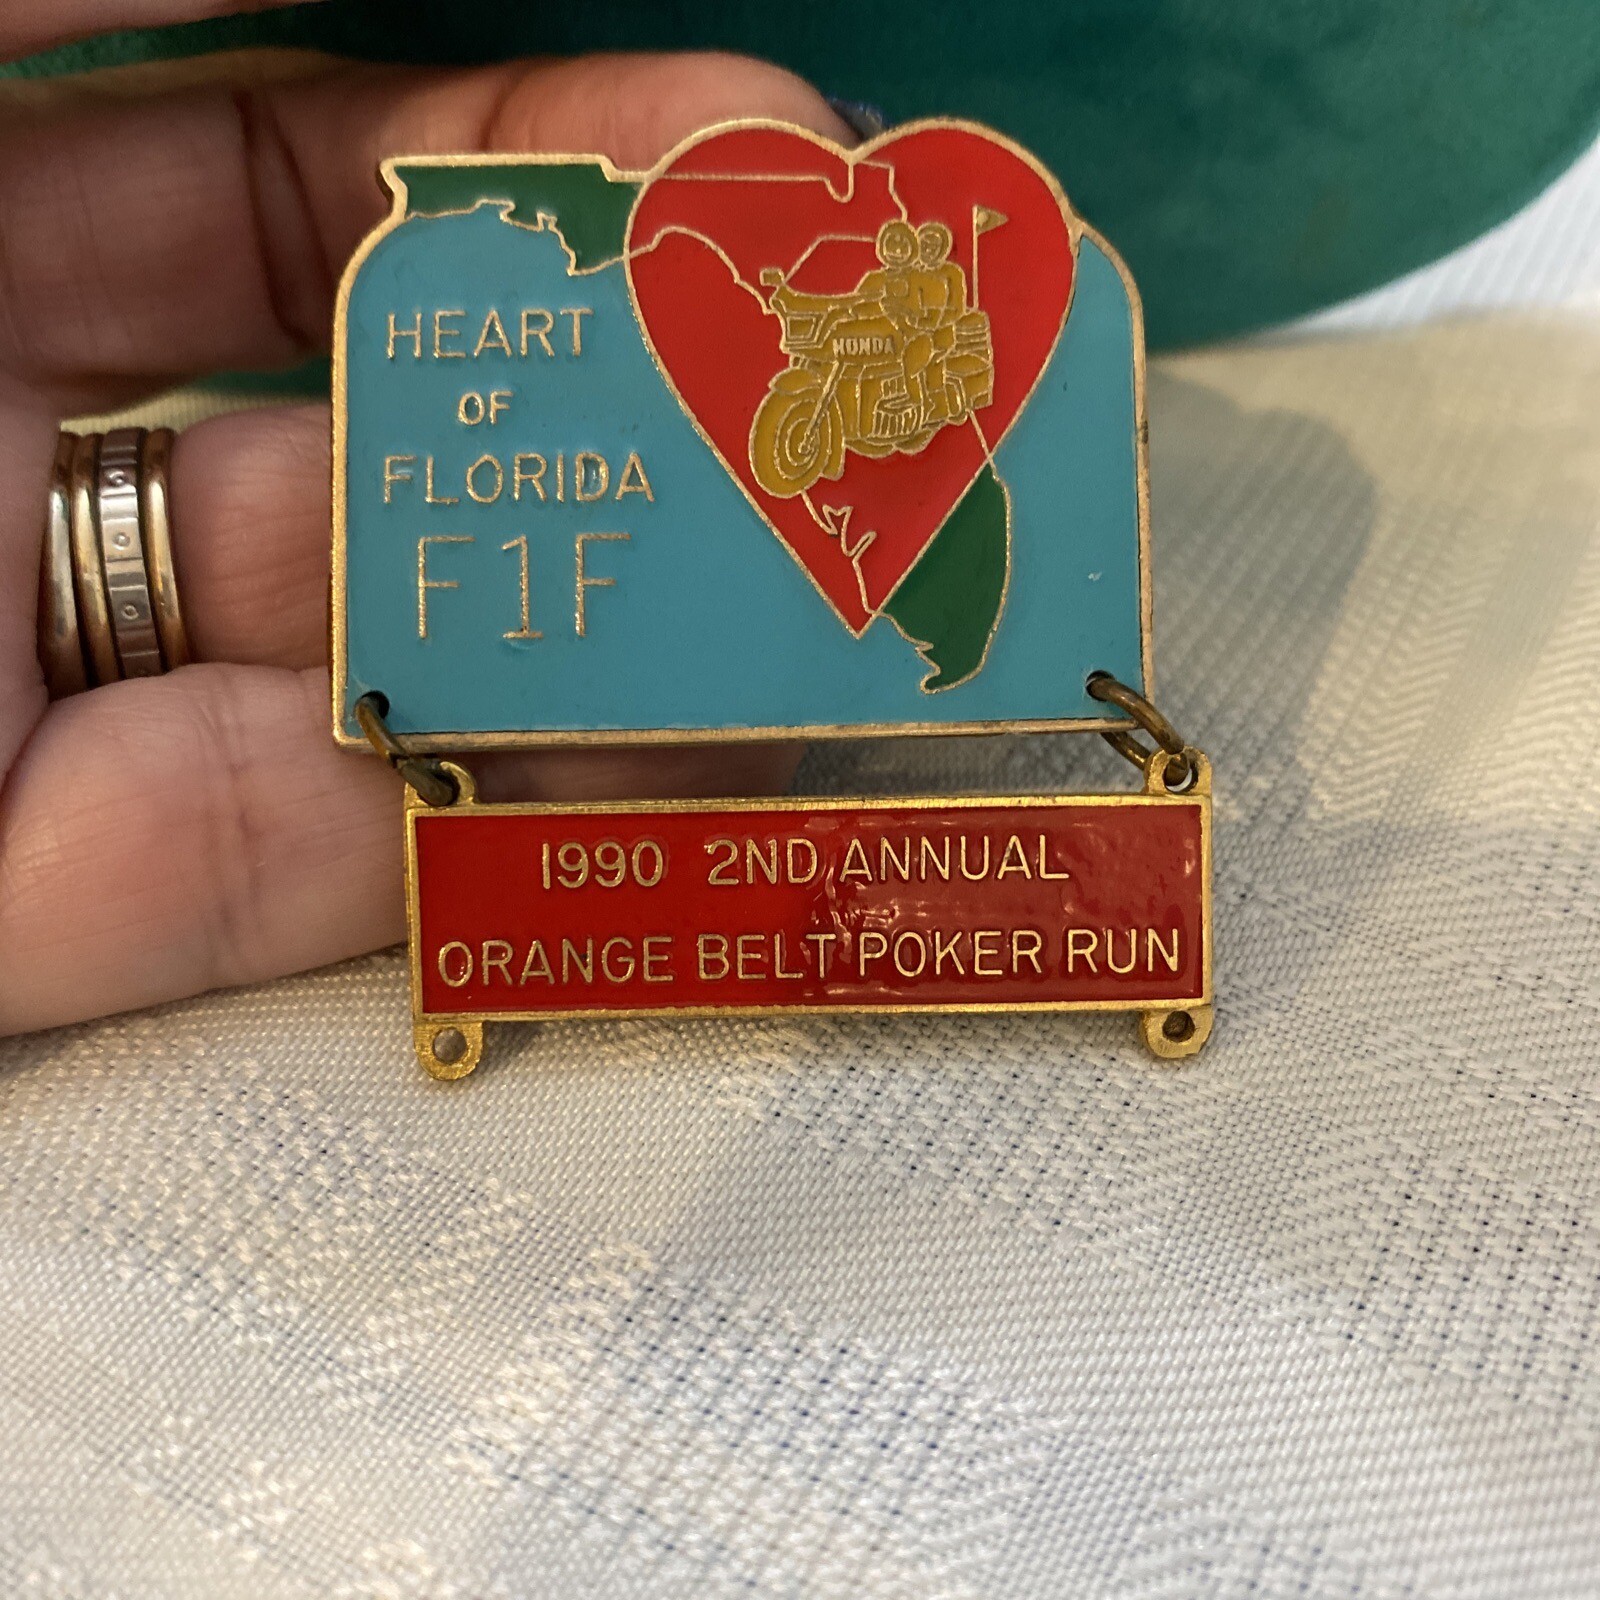 HEART
OF
FLORIDA
F1F
HONDA
1990 2ND ANNUAL
ORANGE BELT POKER RUN